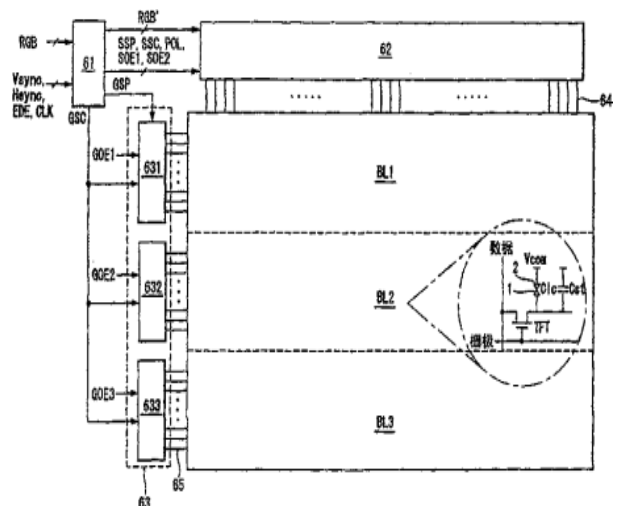 RGB
Vsync,
Hsync,
EDE, CLK
61
RGB'
SSP, SSC, POL,
SOE1, SOE2
GSP
GSC
62
64
GOE1
631
BL1
GOE2
632
BL2
数据
Vcom
2
1
Clc
Cst
TFT
栅极
GOE3
633
BL3
65
63